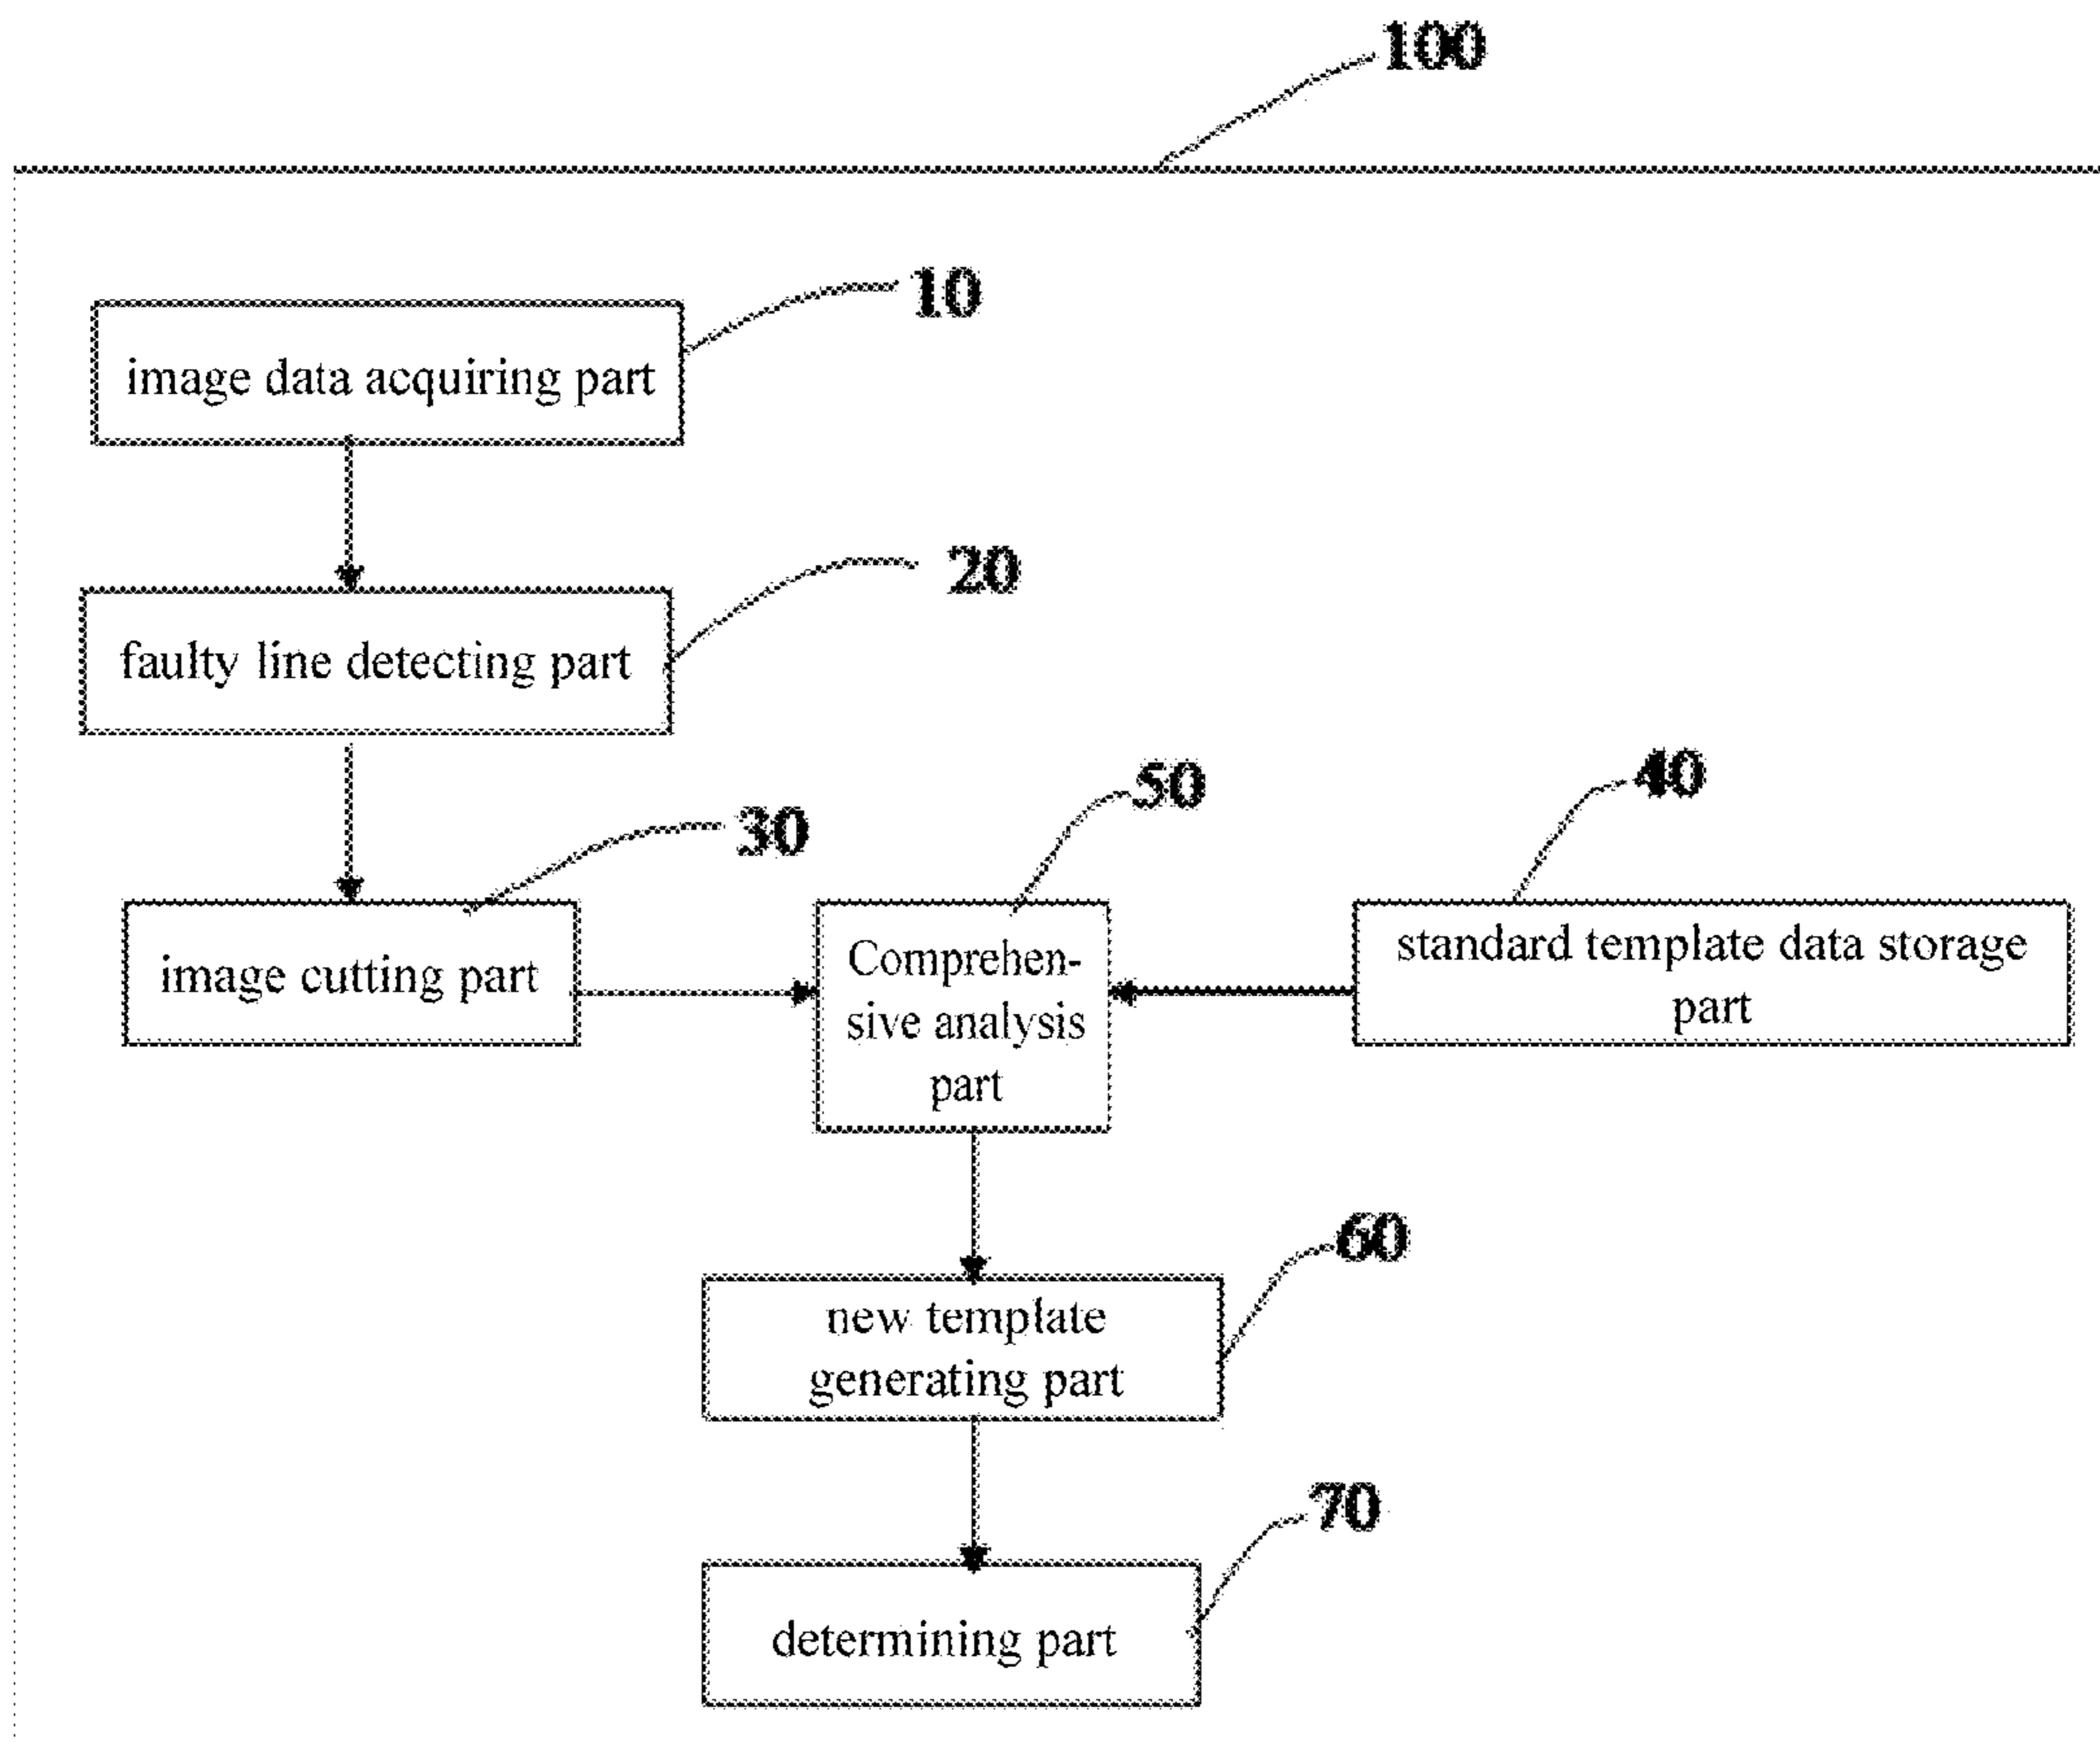 100
10
image data acquiring part
20
faulty line detecting part
30
50
40
image cutting part
Comprehen-
sive analysis
part
standard template data storage
part
60
new template
generating part
70
determining part